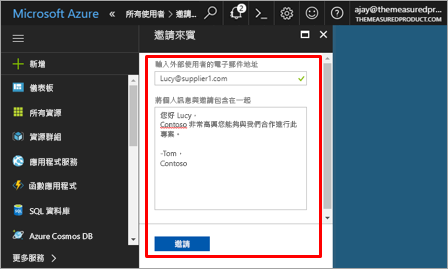 Microsoft Azure
所有使用者 > 邀請...
2
ajay@themeasuredpr...
THEMEASUREDPRODUCT.COM
邀請來賓
新增
儀表板
所有資源
資源群組
應用程式服務
函數應用程式
SQL 資料庫
Azure Cosmos DB
更多服務 >
輸入外部使用者的電子郵件地址
Lucy@supplier1.com
將個人訊息與邀請包含在一起
您好 Lucy，
Contoso 非常高興您能夠與我們合作進行此
專案。
-Tom，
Contoso
邀請